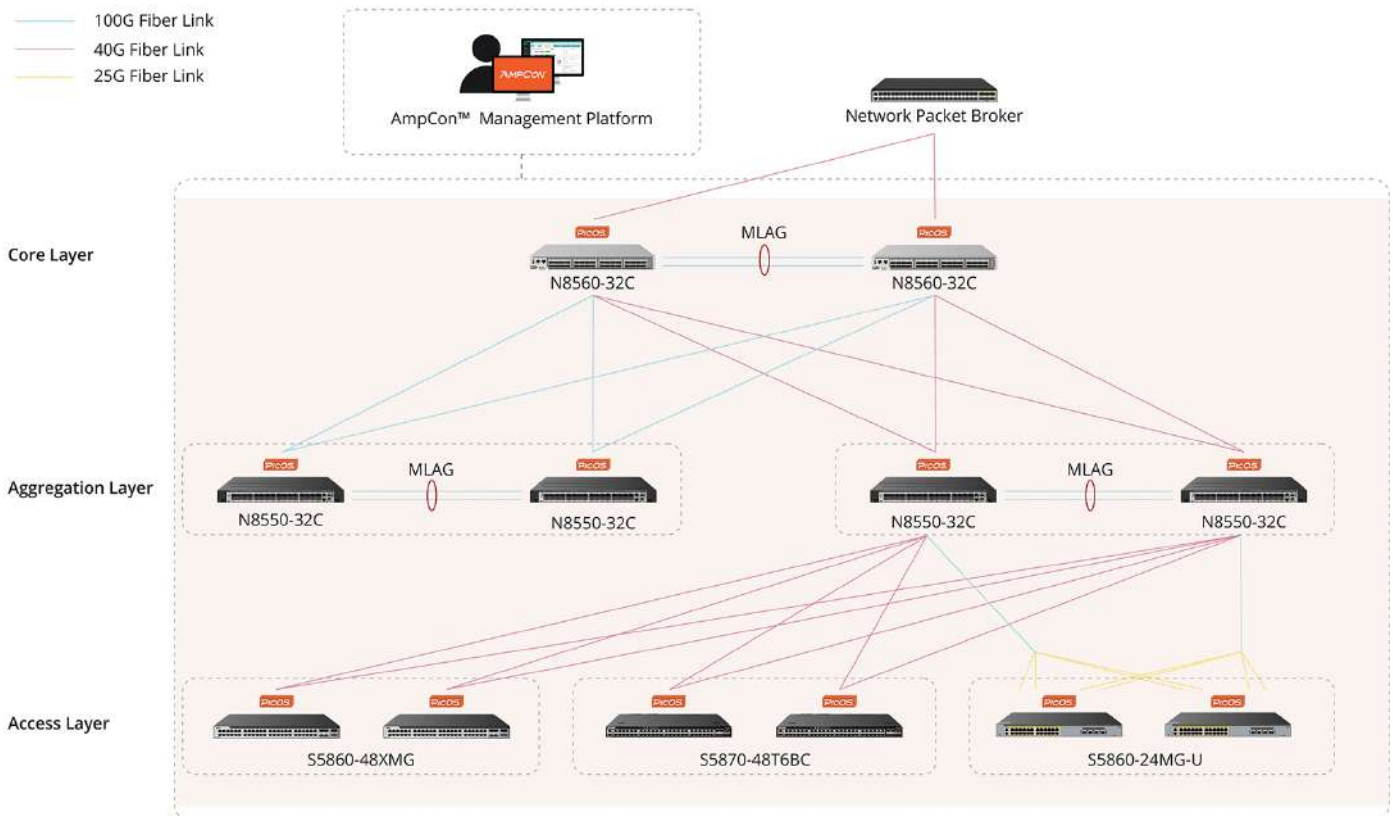 100G Fiber Link
40G Fiber Link
25G Fiber Link
AMPCON
AmpCon™ Management Platform
Network Packet Broker
Core Layer
PICOS
MLAG
PICOS
N8560-32C
N8560-32C
Aggregation Layer
PICOS
MLAG
PICOS
PICOS
MLAG
PICOS
N8550-32C
N8550-32C
N8550-32C
N8550-32C
Access Layer
PICOS
PICOS
PICOS
PICOS
PICOS
PICOS
S5860-48XMG
S5870-48T6BC
S5860-24MG-U